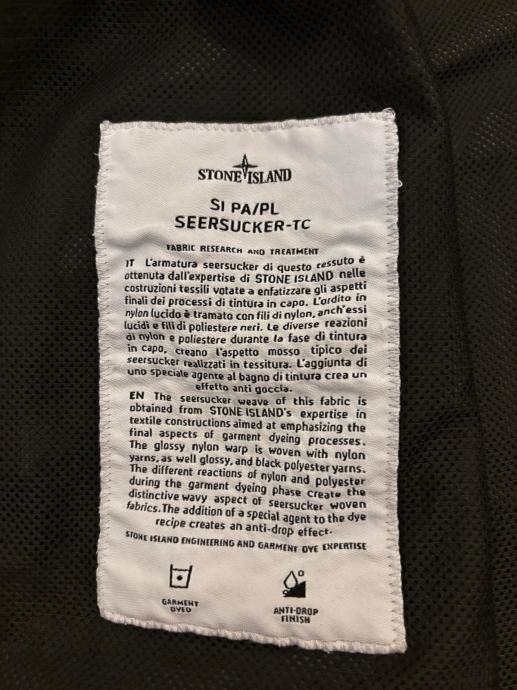 STONE ISLAND
SI PA/PL
SEERSUCKER-TC
FABRIC RESEARCH AND TREATMENT
IT L'armatura seersucker di questo tessuto è
ottenuta dall'expertise di STONE ISLAND nelle
costruzioni tessili votate a enfatizzare gli aspetti
finali dei processi di tintura in capo. L'ordito in
nylon lucido è tramato con fili di nylon, anch'essi
lucidi e fili di poliestere neri. Le diverse reazioni
di nylon e poliestere durante la fase di tintura
in capo, creano l'aspetto mosso tipico dei
seersucker realizzati in tessitura. L'aggiunta di
uno speciale agente al bagno di tintura crea un
effetto anti goccia.
EN The seersucker weave of this fabric is
obtained from STONE ISLAND's expertise in
textile constructions aimed at emphasizing the
final aspects of garment dyeing processes.
The glossy nylon warp is woven with nylon
yarns, as well glossy, and black polyester yarns.
The different reactions of nylon and polyester
during the garment dyeing phase create the
distinctive wavy aspect of seersucker woven
fabrics. The addition of a special agent to the dye
recipe creates an anti-drop effect.
STONE ISLAND ENGINEERING AND GARMENT DYE EXPERTISE
GARMENT
DYED
ANTI-DROP
FINISH